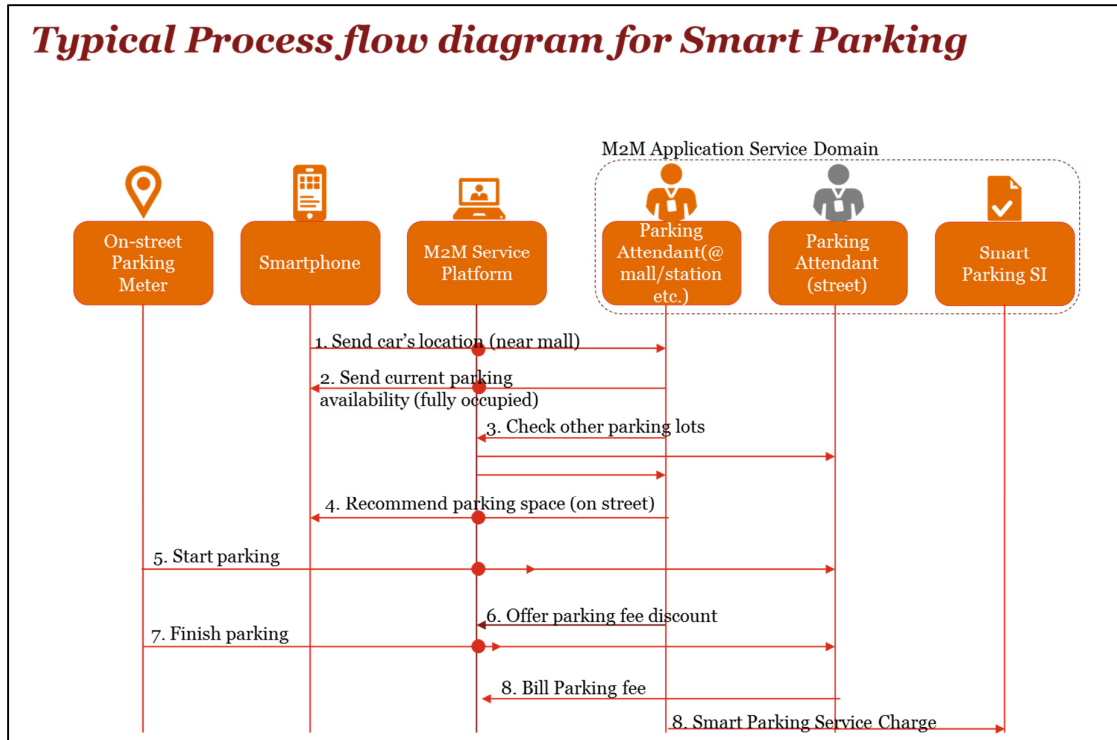 Typical Process flow diagram for Smart Parking
M2M Application Service Domain
On-street
Parking
Meter
Smartphone
M2M Service
Platform
Parking
Attendant(@
mall/station
etc.)
Parking
Attendant
(street)
Smart
Parking SI
1. Send car's location (near mall)
2. Send current parking
availability (fully occupied)
3. Check other parking lots
4. Recommend parking space (on street)
5. Start parking
6. Offer parking fee discount
7. Finish parking
8. Bill Parking fee
8. Smart Parking Service Charge